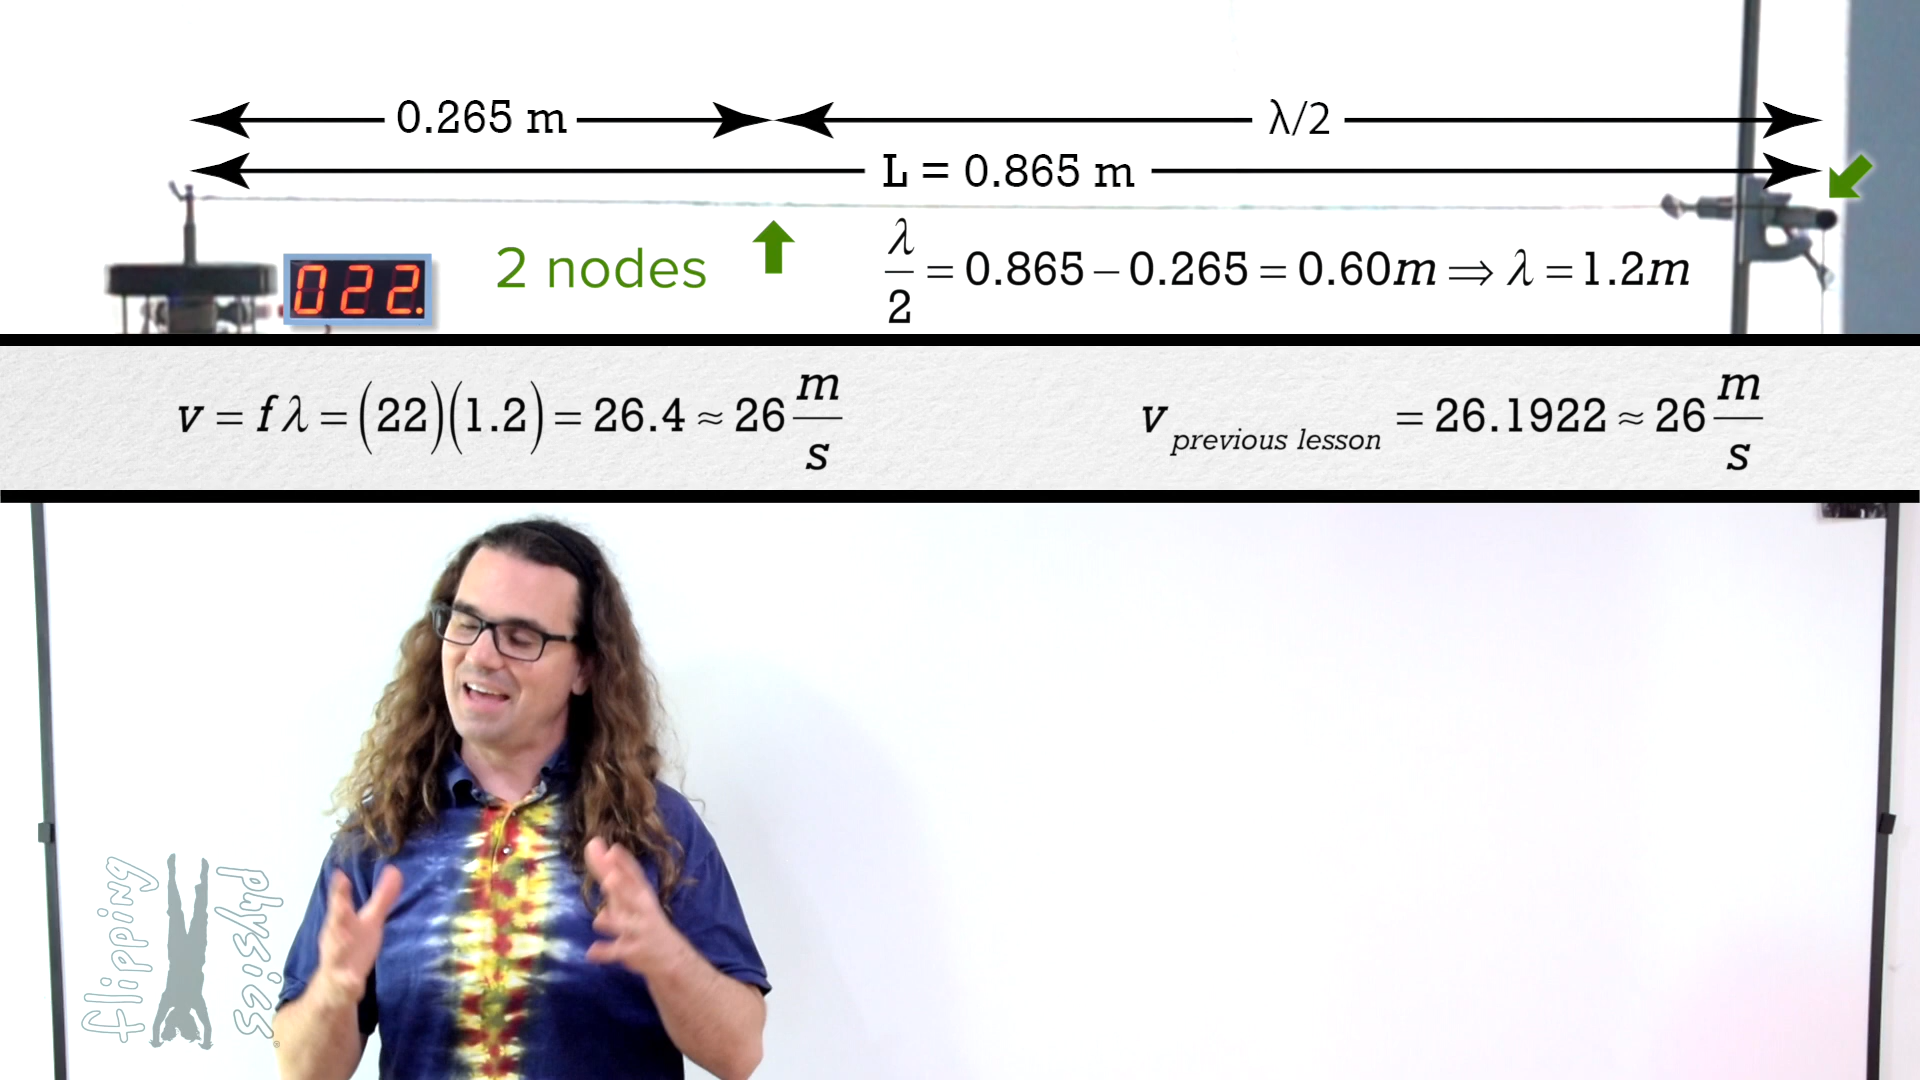 0.265 m λ/2
L = 0.865 m
022.
2 nodes
λ/2 = 0.865 – 0.265 = 0.60m ⇒ λ = 1.2m
v = f λ = (22)(1.2) = 26.4 ≈ 26 m/s
v previous lesson = 26.1922 ≈ 26 m/s
flipping
physics